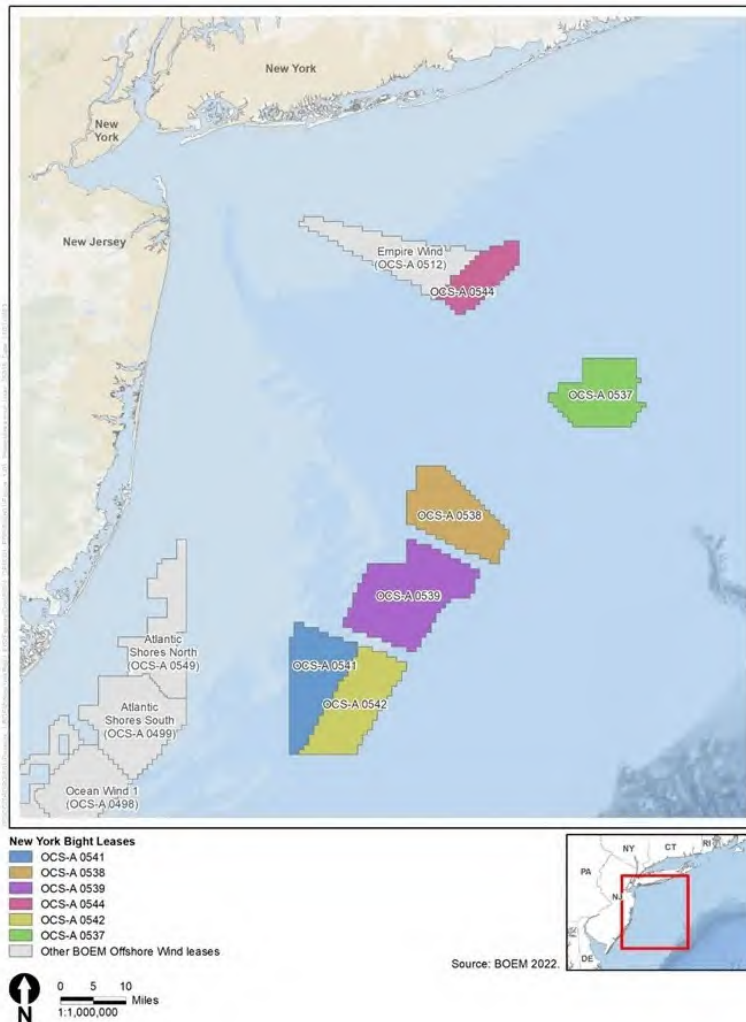 New York
New
York
New Jersey
Empire Wind
(OCS-A 0512)
OCS-A 0544
OCS-A 0537
OCS-A 0538
OCS-A 0539
Atlantic
Shores North
(OCS-A 0549)
OCS-A 0541
OCS-A 0542
Atlantic
Shores South
(OCS-A 0499)
Ocean Wind 1
(OCS-A 0498)
New York Bight Leases
OCS-A 0541
OCS-A 0538
OCS-A 0539
OCS-A 0544
OCS-A 0542
OCS-A 0537
Other BOEM Offshore Wind leases
N
0 5 10
Miles
1:1,000,000
Source: BOEM 2022.
NY CT RI
PA
NJ
DE